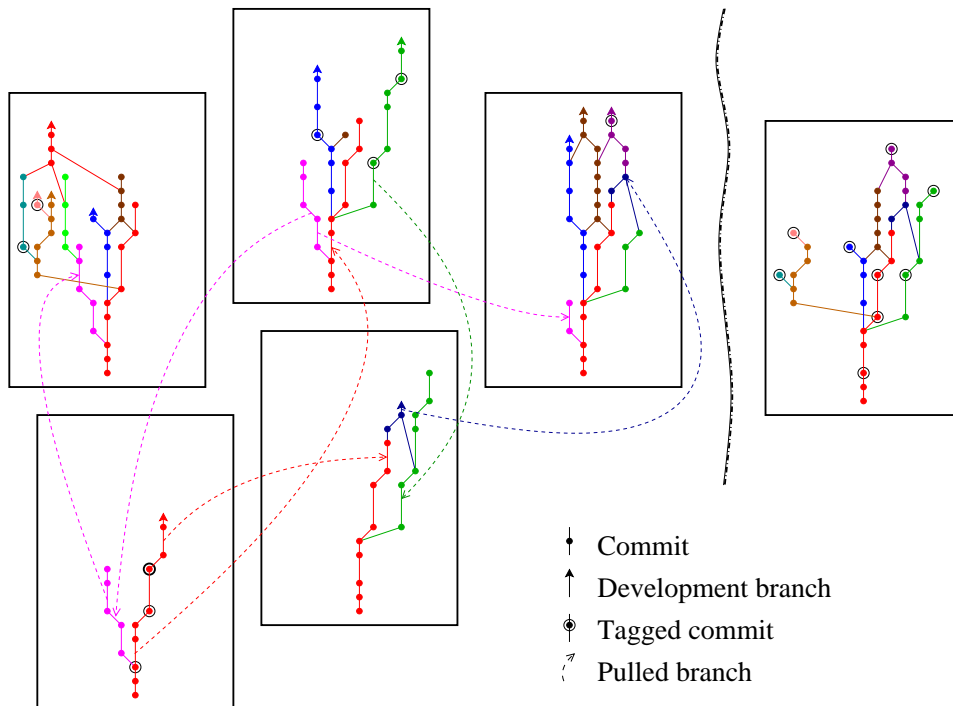 Commit
Development branch
Tagged commit
Pulled branch